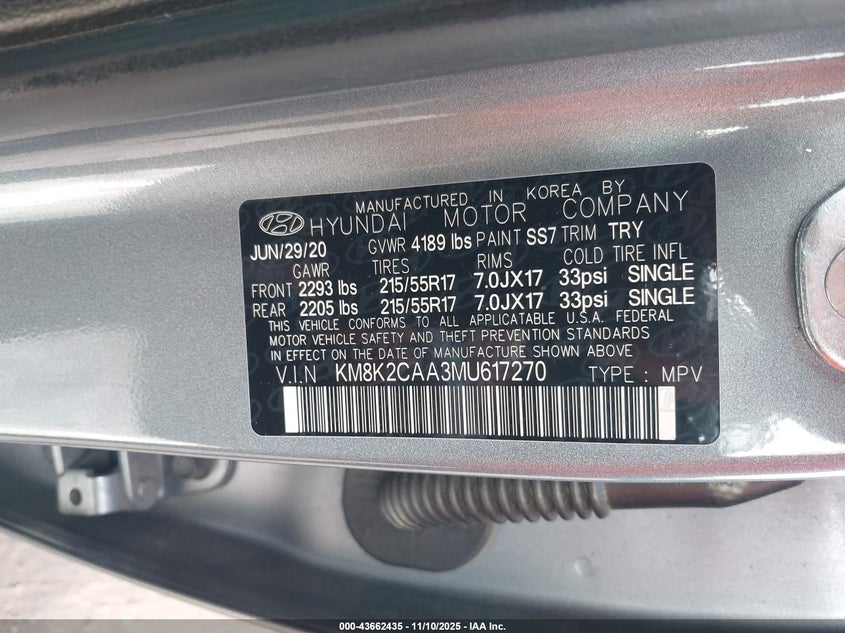 MANUFACTURED IN KOREA BY
HYUNDAI MOTOR COMPANY
JUN/29/20 GVWR 4189 lbs PAINT SS7 TRIM TRY
GAWR TIRES RIMS COLD TIRE INFL
FRONT 2293 lbs 215/55R17 7.0JX17 33psi SINGLE
REAR 2205 lbs 215/55R17 7.0JX17 33psi SINGLE
THIS VEHICLE CONFORMS TO ALL APPLICATABLE U.S.A. FEDERAL
MOTOR VEHICLE SAFETY AND THEFT PREVENTION STANDARDS
IN EFFECT ON THE DATE OF MANUFACTURE SHOWN ABOVE
V.I.N KM8K2CAA3MU617270 TYPE : MPV
000-43662435 - 11/10/2025 - IAA Inc.